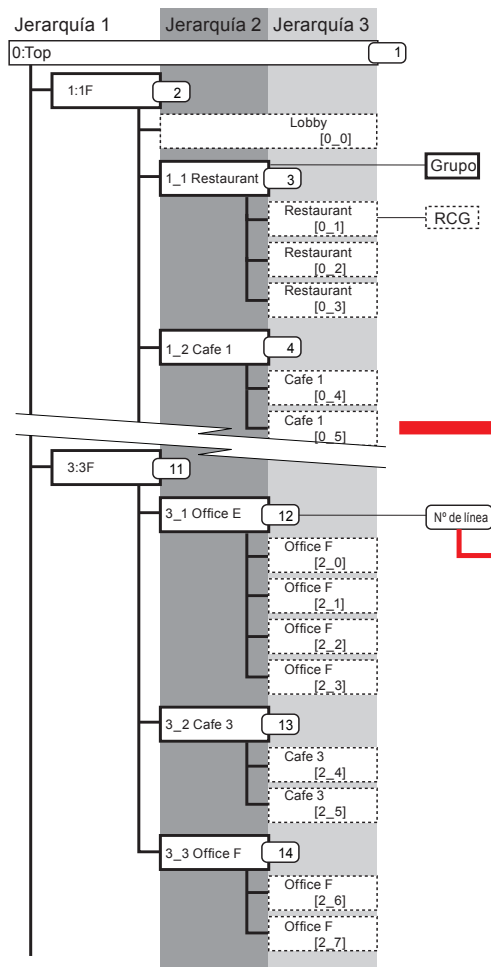 Jerarquía 1 Jerarquía 2 Jerarquía 3
0:Top 1
1:1F 2
Lobby
[0_0]
Grupo
1_1 Restaurant 3
Restaurant
[0_1]
RCG
Restaurant
[0_2]
Restaurant
[0_3]
1_2 Cafe 1 4
Cafe 1
[0_4]
Cafe 1
[0_5]
3:3F 11
3_1 Office E 12
Nº de línea
Office F
[2_0]
Office F
[2_1]
Office F
[2_2]
Office F
[2_3]
3_2 Cafe 3 13
Cafe 3
[2_4]
Cafe 3
[2_5]
3_3 Office F 14
Office F
[2_6]
Office F
[2_7]